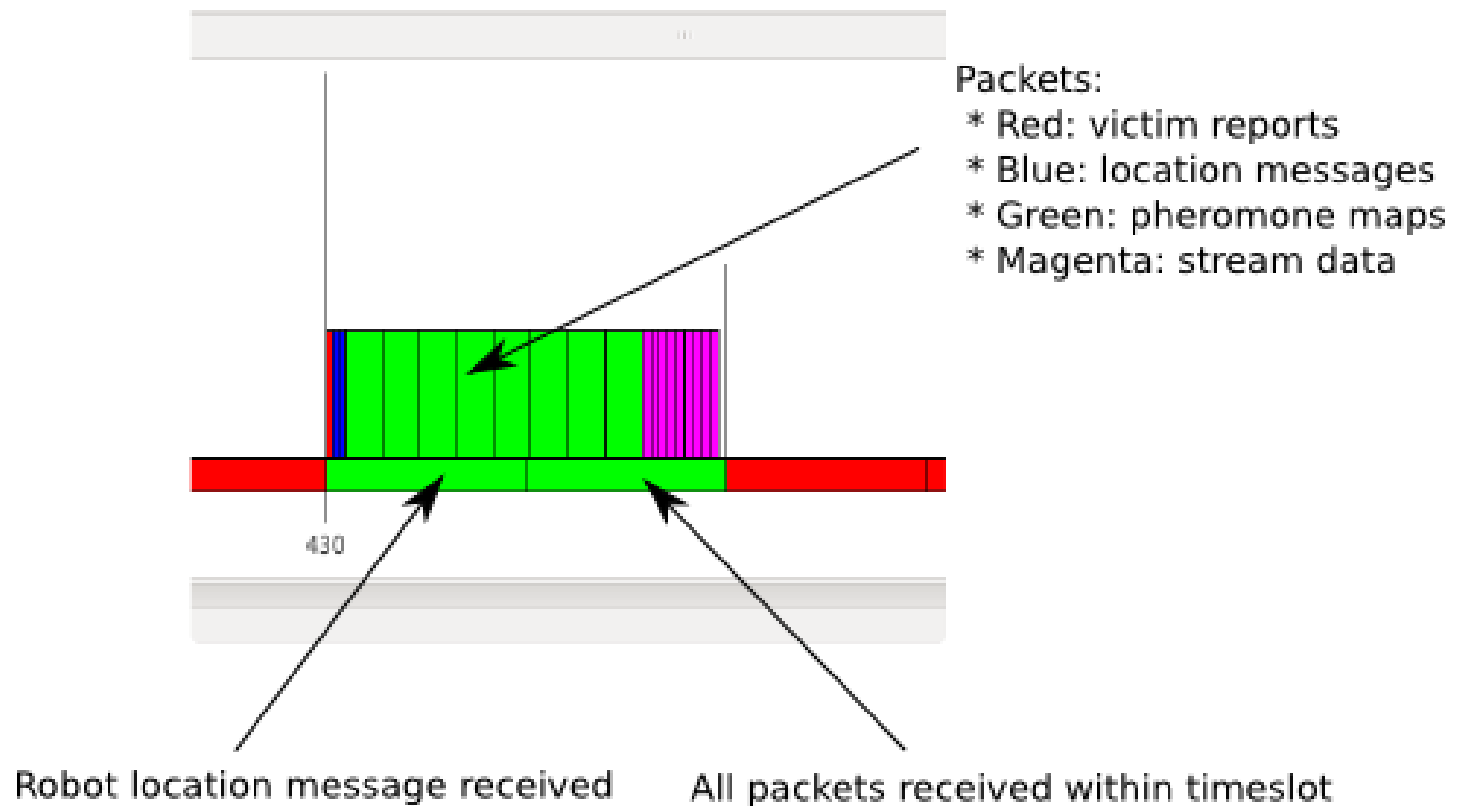 Packets:
* Red: victim reports
* Blue: location messages
* Green: pheromone maps
* Magenta: stream data
430
Robot location message received
All packets received within timeslot